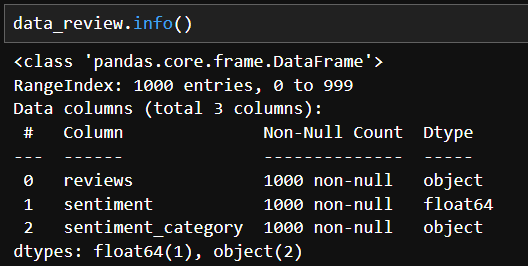 data_review.info()
<class 'pandas.core.frame.DataFrame'>
RangeIndex: 1000 entries, 0 to 999
Data columns (total 3 columns):
 #   Column              Non-Null Count  Dtype
---  ------              --------------  -----
 0   reviews             1000 non-null   object
 1   sentiment           1000 non-null   float64
 2   sentiment_category  1000 non-null   object
dtypes: float64(1), object(2)